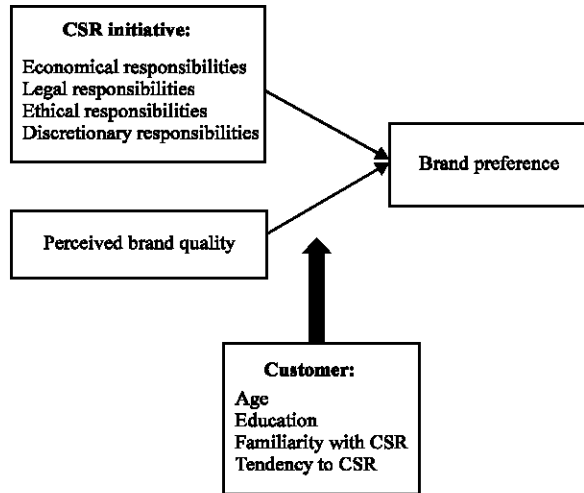 CSR initiative:
Economical responsibilities
Legal responsibilities
Ethical responsibilities
Discretionary responsibilities
Brand preference
Perceived brand quality
Customer:
Age
Education
Familiarity with CSR
Tendency to CSR